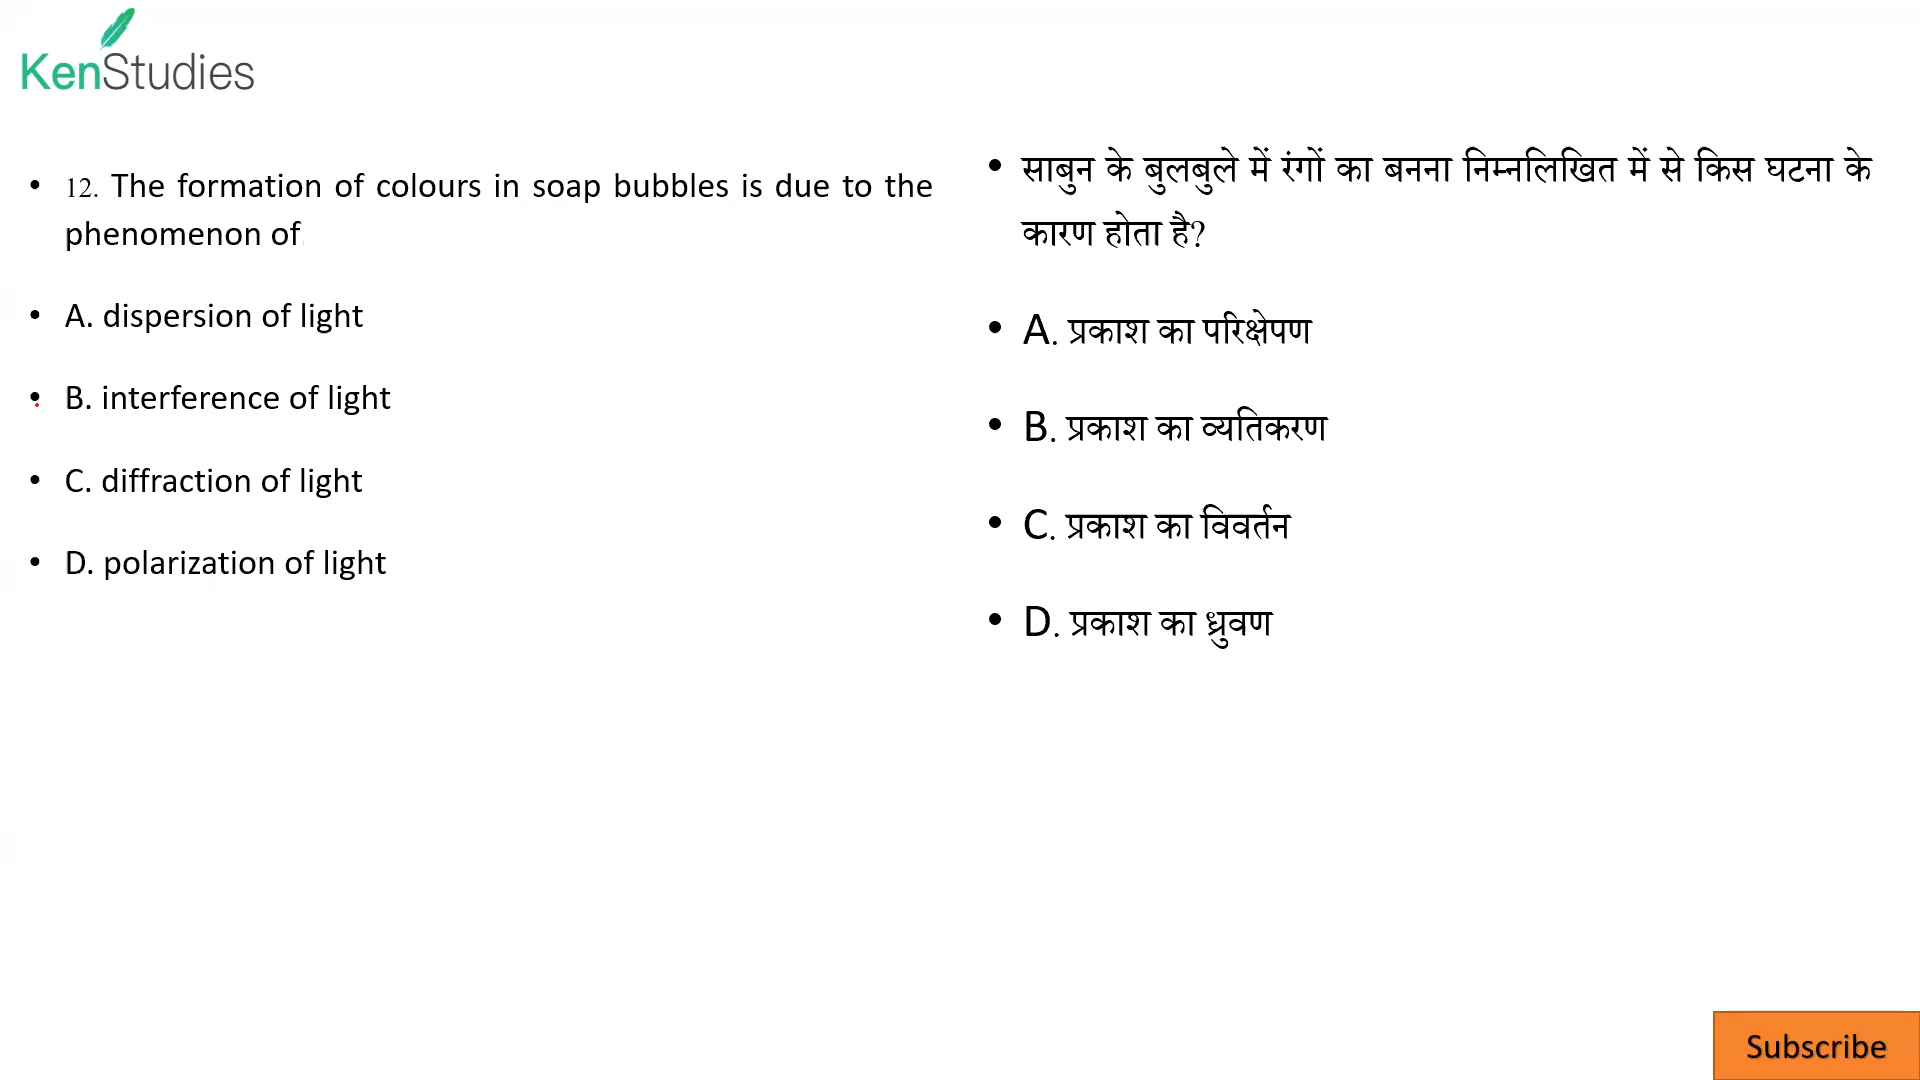 KenStudies
• 12. The formation of colours in soap bubbles is due to the
phenomenon of
• A. dispersion of light
• B. interference of light
• C. diffraction of light
• D. polarization of light
• साबुन के बुलबुले में रंगों का बनना निम्नलिखित में से किस घटना के
कारण होता है?
• A. प्रकाश का परिक्षेपण
• B. प्रकाश का व्यतिकरण
• C. प्रकाश का विवर्तन
• D. प्रकाश का ध्रुवण
Subscribe